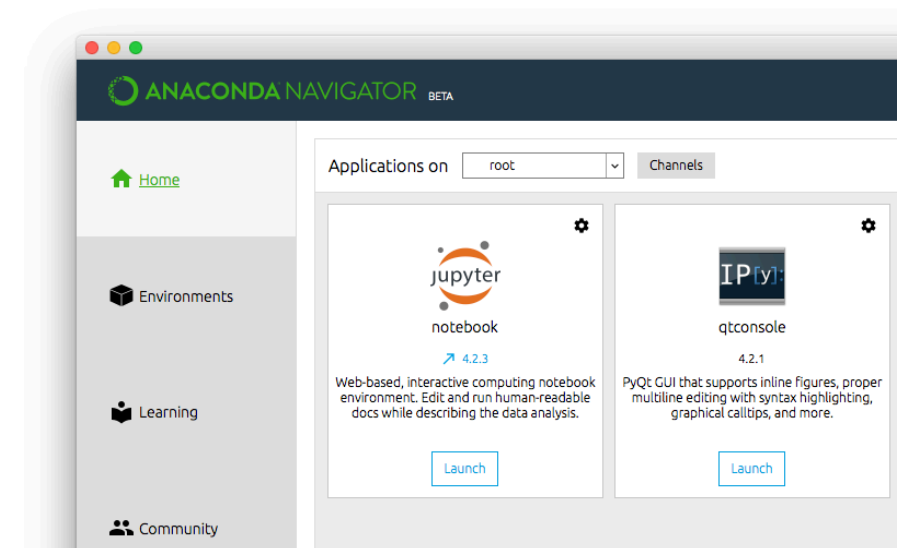 ANACONDA NAVIGATOR BETA
Home
Environments
Learning
Community
Applications on root Channels
jupyter
notebook
4.2.3
Web-based, interactive computing notebook
environment. Edit and run human-readable
docs while describing the data analysis.
Launch
IP[y]:
qtconsole
4.2.1
PyQt GUI that supports inline figures, proper
multiline editing with syntax highlighting,
graphical calltips, and more.
Launch